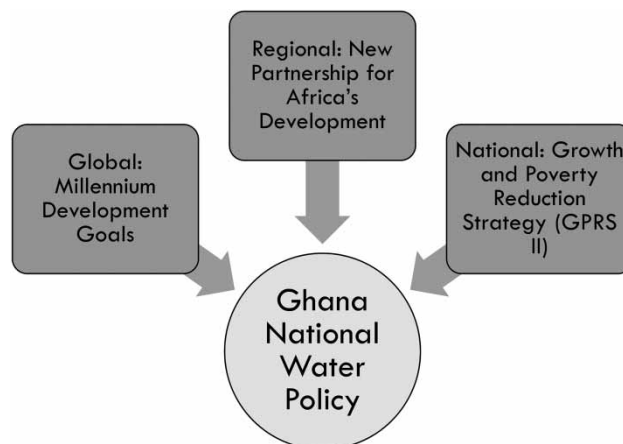 Regional: New
Partnership for
Africa's
Development
Global:
Millennium
Development
Goals
National: Growth
and Poverty
Reduction
Strategy (GPRS
II)
Ghana
National
Water
Policy